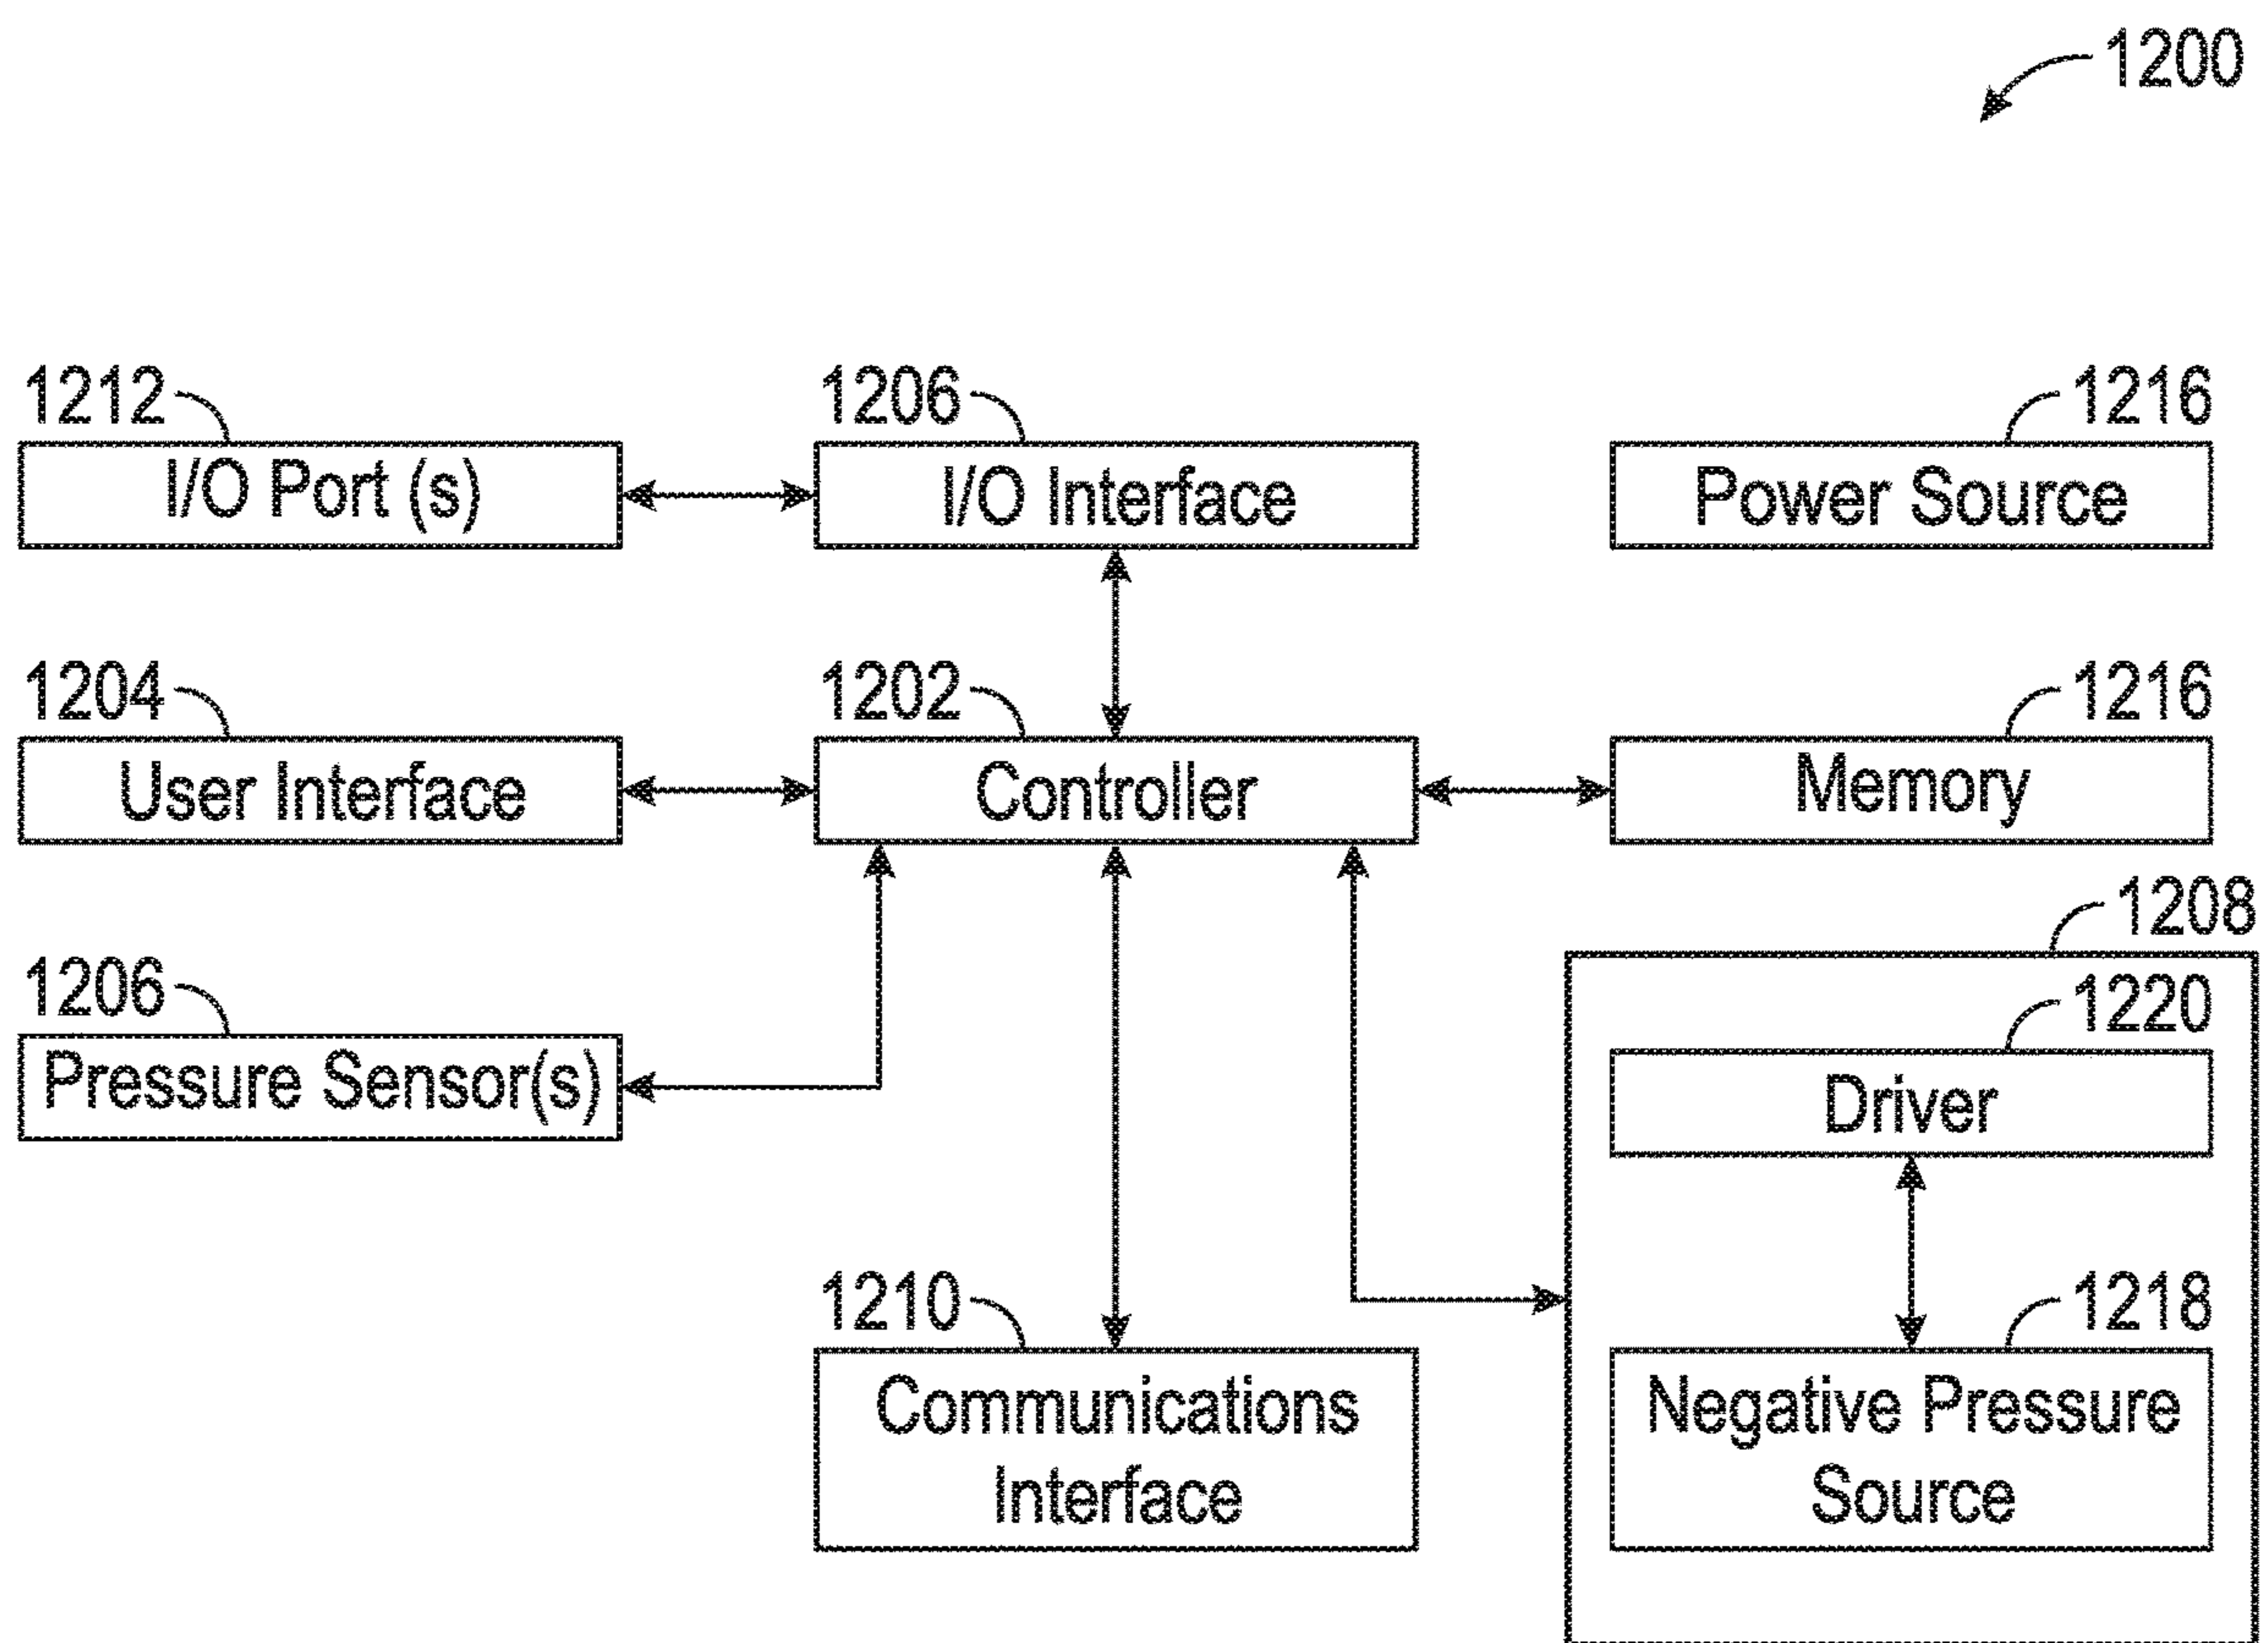 1200
1212
I/O Port (s)
1206
I/O Interface
1216
Power Source
1204
User Interface
1202
Controller
1216
Memory
1208
1206
Pressure Sensor(s)
1220
Driver
1210
Communications
Interface
1218
Negative Pressure
Source